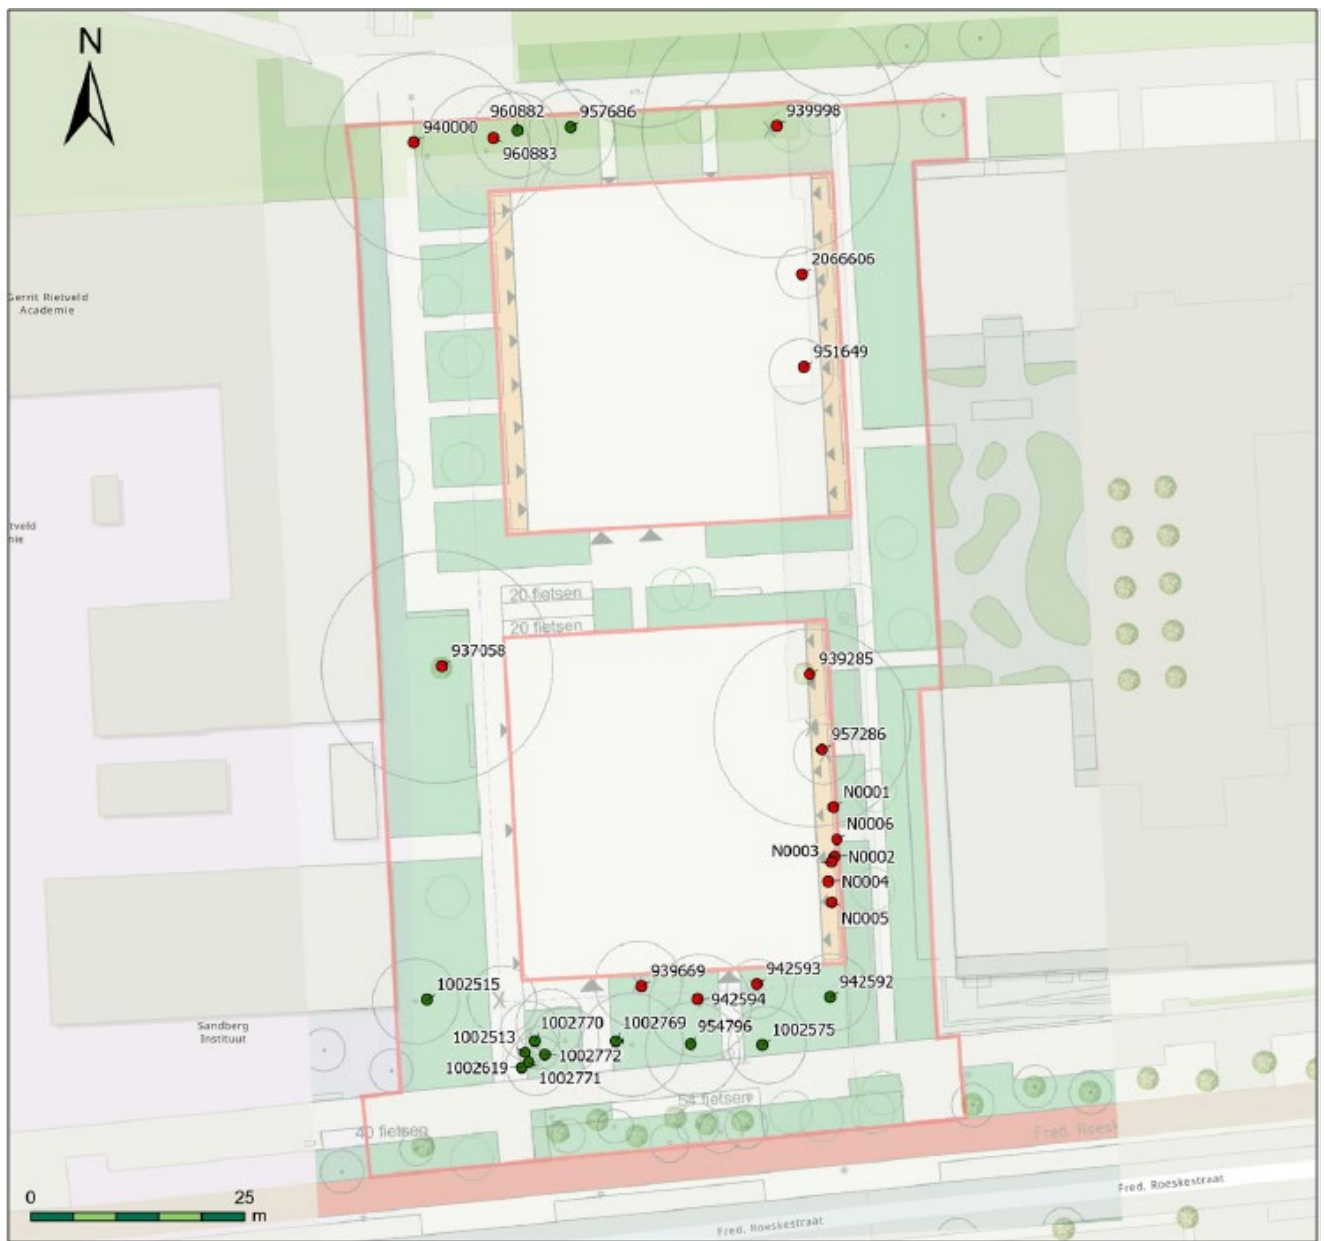 N
960882
957686
939998
940000
960883
2066606
Gerrit Rietveld
Academie
951649
tveld
nie
20 fietsen
20 fietsen
937058
939285
957286
N0001
N0006
N0003
N0002
N0004
N0005
939669
942593
1002515
942592
942594
1002770
1002769
954796
1002575
1002513
Sandberg
Instituut
1002772
1002619
1002771
54 fietsen
40 fietsen
Fred. Roesk
Fred. Roeskestraat
0
25
m
Fred. Roeskestraat